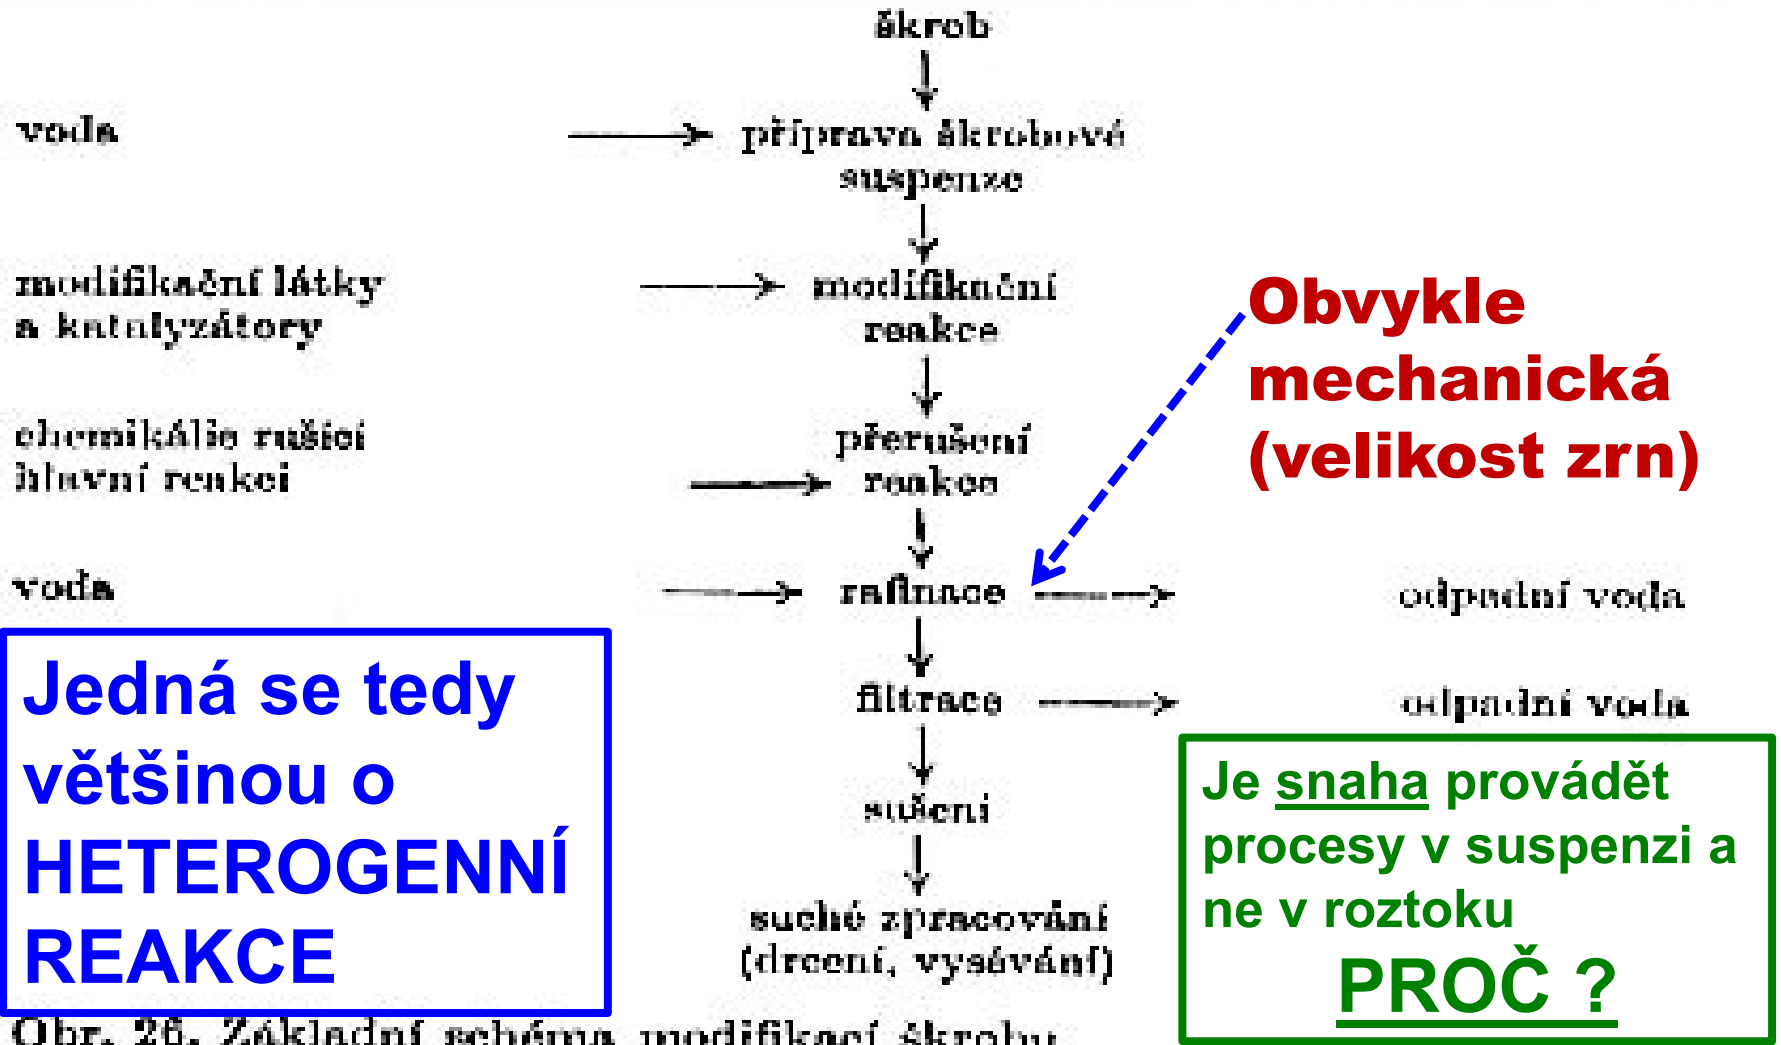 škrob
voda
příprava škrobové
suspenze
modifikační látky
a katalyzátory
modifikační
reakce
Obvykle
mechanická
(velikost zrn)
chemikálie rušící
hlavní reakci
přerušení
reakce
voda
rafinace
odpadní voda
filtrace
odpadní voda
Jedná se tedy
většinou o
HETEROGENNÍ
REAKCE
sušení
suché zpracování
(drcení, vysévání)
Je snaha provádět
procesy v suspenzi a
ne v roztoku
PROČ ?
Obr. 26. Základní schéma modifikací škrobu